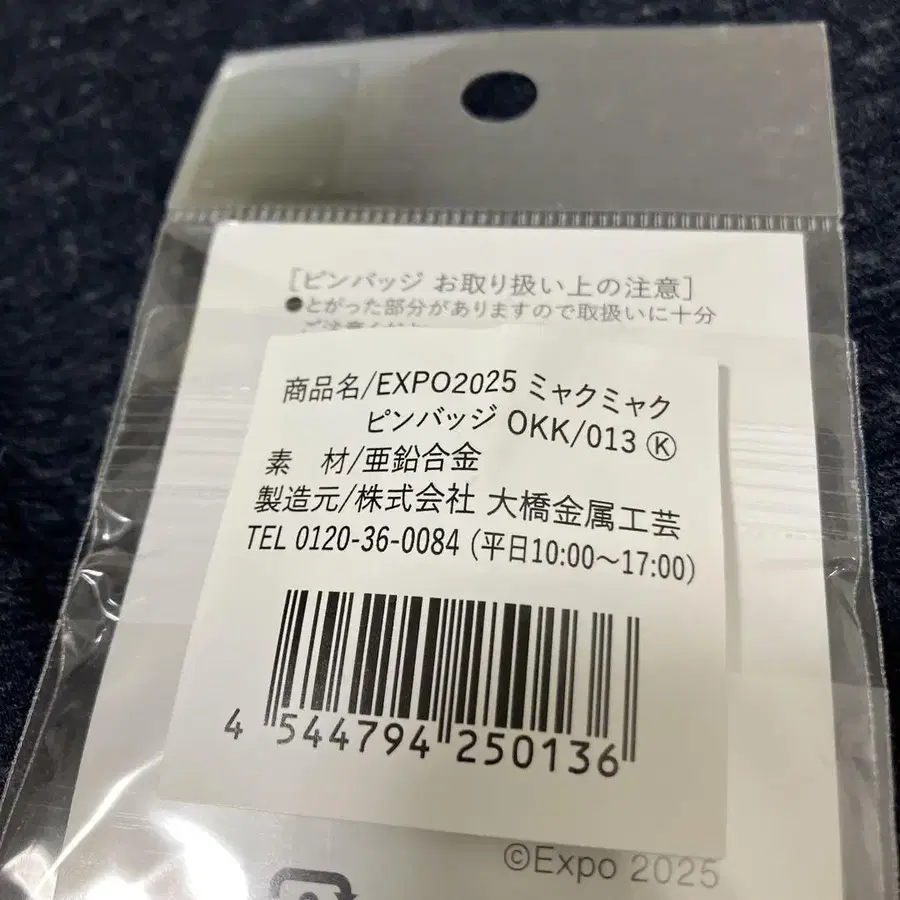 [ピンバッジ お取り扱い上の注意]
●とがった部分がありますので取扱いに十分
商品名/EXPO2025 ミャクミャク
ピンバッジ OKK/013 Ⓚ
素　材/亜鉛合金
製造元/株式会社 大橋金属工芸
TEL 0120-36-0084 (平日10:00〜17:00)
4 544794 250136
©Expo 2025